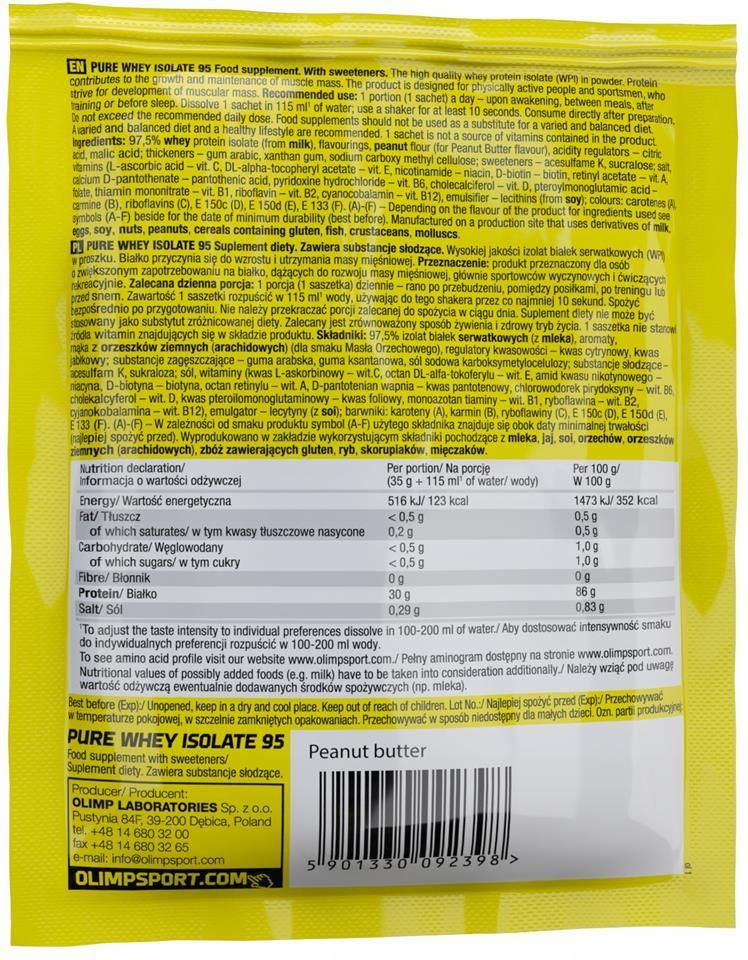 EN PURE WHEY ISOLATE 95 Food supplement. With sweeteners. The high quality whey protein isolate (WPI) in powder. Protein
contributes to the growth and maintenance of muscle mass. The product is designed for physically active people and sportsmen, who
strive for development of muscular mass. Recommended use: 1 portion (1 sachet) a day – upon awakening, between meals, after
training or before sleep. Dissolve 1 sachet in 115 ml¹ of water; use a shaker for at least 10 seconds. Consume directly after preparation.
Do not exceed the recommended daily dose. Food supplements should not be used as a substitute for a varied and balanced diet.
A varied and balanced diet and a healthy lifestyle are recommended. 1 sachet is not a source of vitamins contained in the product.
Ingredients: 97,5% whey protein isolate (from milk), flavourings, peanut flour (for Peanut Butter flavour), acidity regulators – citric
acid, malic acid; thickeners – gum arabic, xanthan gum, sodium carboxy methyl cellulose; sweeteners – acesulfame K, sucralose; salt,
vitamins (L-ascorbic acid – vit. C, DL-alpha-tocopheryl acetate – vit. E, nicotinamide – niacin, D-biotin – biotin, retinyl acetate – vit. A,
calcium D-pantothenate - pantothenic acid, pyridoxine hydrochloride – vit. B6, cholecalciferol – vit. D, pteroylmonoglutamic acid -
folate, thiamin mononitrate – vit. B1, riboflavin – vit. B2, cyanocobalamin – vit. B12), emulsifier – lecithins (from soy); colours: carotenes (A),
carmine (B), riboflavins (C), E 150c (D), E 150d (E), E 133 (F). (A)-(F) – Depending on the flavour of the product for ingredients used see
symbols (A-F) beside for the date of minimum durability (best before). Manufactured on a production site that uses derivatives of milk,
eggs, soy, nuts, peanuts, cereals containing gluten, fish, crustaceans, molluscs.
PL PURE WHEY ISOLATE 95 Suplement diety. Zawiera substancje słodzące. Wysokiej jakości izolat białek serwatkowych (WPI)
w proszku. Białko przyczynia się do wzrostu i utrzymania masy mięśniowej. Przeznaczenie: produkt przeznaczony dla osób
o zwiększonym zapotrzebowaniu na białko, dążących do rozwoju masy mięśniowej, głównie sportowców wyczynowych i ćwiczących
rekreacyjnie. Zalecana dzienna porcja: 1 porcja (1 saszetka) dziennie – rano po przebudzeniu, pomiędzy posiłkami, po treningu lub
przed snem. Zawartość 1 saszetki rozpuścić w 115 ml¹ wody, używając do tego shakera przez co najmniej 10 sekund. Spożyć
bezpośrednio po przygotowaniu. Nie należy przekraczać porcji zalecanej do spożycia w ciągu dnia. Suplement diety nie może być
stosowany jako substytut zróżnicowanej diety. Zalecany jest zrównoważony sposób żywienia i zdrowy tryb życia. 1 saszetka nie stanowi
źródła witamin znajdujących się w składzie produktu. Składniki: 97,5% izolat białek serwatkowych (z mleka), aromaty,
mąka z orzeszków ziemnych (arachidowych) (dla smaku Masła Orzechowego), regulatory kwasowości – kwas cytrynowy, kwas
jabłkowy; substancje zagęszczające – guma arabska, guma ksantanowa, sól sodowa karboksymetylocelulozy; substancje słodzące -
acesulfam K, sukraloza; sól, witaminy (kwas L-askorbinowy – wit.C, octan DL-alfa-tokoferylu – wit. E, amid kwasu nikotynowego –
niacyna, D-biotyna – biotyna, octan retinylu – wit. A, D-pantotenian wapnia – kwas pantotenowy, chlorowodorek pirydoksyny – wit. B6,
cholekalcyferol – wit. D, kwas pteroilomonoglutaminowy – kwas foliowy, monoazotan tiaminy – wit. B1, ryboflawina – wit. B2,
cyjanokobalamina – wit. B12), emulgator – lecytyny (z soi); barwniki: karoteny (A), karmin (B), ryboflawiny (C), E 150c (D), E 150d (E),
E 133 (F). (A)-(F) – W zależności od smaku produktu symbol (A-F) użytego składnika znajduje się obok daty minimalnej trwałości
(najlepiej spożyć przed). Wyprodukowano w zakładzie wykorzystującym składniki pochodzące z mleka, jaj, soi, orzechów, orzeszków
ziemnych (arachidowych), zbóż zawierających gluten, ryb, skorupiaków, mięczaków.
Nutrition declaration/ Per portion/ Na porcję Per 100 g/
Informacja o wartości odżywczej (35 g + 115 ml¹ of water/ wody) W 100 g
Energy/ Wartość energetyczna 516 kJ/ 123 kcal 1473 kJ/ 352 kcal
Fat/ Tłuszcz < 0,5 g 0,5 g
of which saturates/ w tym kwasy tłuszczowe nasycone 0,2 g 0,5 g
Carbohydrate/ Węglowodany < 0,5 g 1,0 g
of which sugars/ w tym cukry < 0,5 g 1,0 g
Fibre/ Błonnik 0 g 0 g
Protein/ Białko 30 g 86 g
Salt/ Sól 0,29 g 0,83 g
¹To adjust the taste intensity to individual preferences dissolve in 100-200 ml of water./ Aby dostosować intensywność smaku
do indywidualnych preferencji rozpuścić w 100-200 ml wody.
To see amino acid profile visit our website www.olimpsport.com./ Pełny aminogram dostępny na stronie www.olimpsport.com.
Nutritional values of possibly added foods (e.g. milk) have to be taken into consideration additionally./ Należy wziąć pod uwagę
wartość odżywczą ewentualnie dodawanych środków spożywczych (np. mleka).
Best before (Exp):/ Unopened, keep in a dry and cool place. Keep out of reach of children. Lot No.:/ Najlepiej spożyć przed (Exp):/ Przechowywać
w temperaturze pokojowej, w szczelnie zamkniętych opakowaniach. Przechowywać w sposób niedostępny dla małych dzieci. Ozn. partii produkcyjnej:
PURE WHEY ISOLATE 95
Food supplement with sweeteners/
Suplement diety. Zawiera substancje słodzące.
Peanut butter
Producer/ Producent:
OLIMP LABORATORIES Sp. z o.o.
Pustynia 84F, 39-200 Dębica, Poland
tel. +48 14 680 32 00
fax +48 14 680 32 65
e-mail: info@olimpsport.com
OLIMPSPORT.COM
5 901330 092398 >